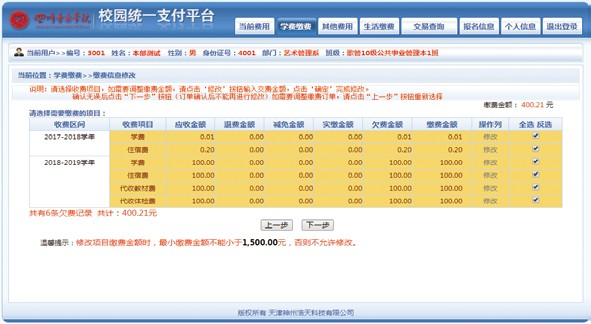 四川音乐学院 校园统一支付平台
当前费用 学费缴费 其他费用 生活缴费 交易查询 报名信息 个人信息 退出登录
当前用户>>编号：3001 姓名：本部测试 性别：男 身份证号：4001 部门：艺术管理系 班级：歌管10级公共事业管理本1班
当前位置：学费缴费>>缴费信息修改
说明：请选择收费项目，如需要调整缴费金额，请点击‘修改’按钮输入交费金额，点击‘确定’完成修改。
确认无误后点击“下一步”按钮（订单确认后不能再进行修改）如需要调整缴费订单，请点击“上一步”按钮重新选择
缴费金额： 400.21 元
请选择需要缴费的项目：
收费区间 收费项目 应收金额 退费金额 减免金额 实缴金额 欠费金额 缴费金额 操作列 全选 反选
2017-2018学年 学费 0.01 0.00 0.00 0.00 0.01 0.01 修改
住宿费 0.20 0.00 0.00 0.00 0.20 0.20 修改
2018-2019学年 学费 100.00 0.00 0.00 0.00 100.00 100.00 修改
住宿费 100.00 0.00 0.00 0.00 100.00 100.00 修改
代收教材费 100.00 0.00 0.00 0.00 100.00 100.00 修改
代收体检费 100.00 0.00 0.00 0.00 100.00 100.00 修改
共有6条欠费记录 共计：400.21元
上一步 下一步
温馨提示：修改项目缴费金额时，最小缴费金额不能小于1,500.00元，否则不允许修改。
版权所有 天津神州浩天科技有限公司